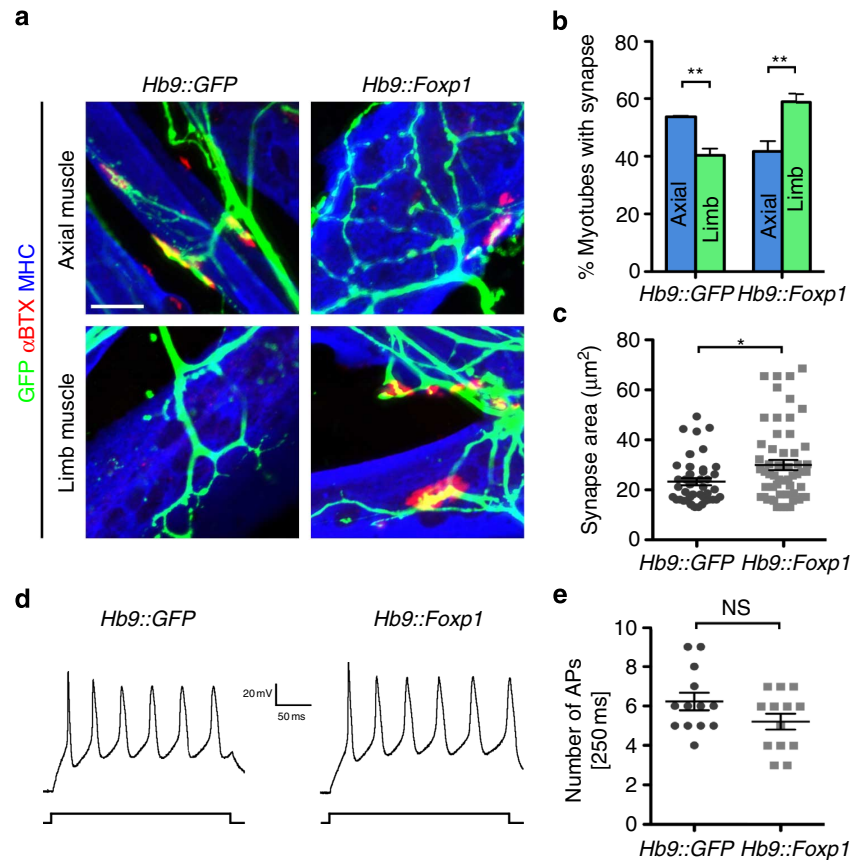 a
Hb9::GFP
Hb9::Foxp1
Axial muscle
Limb muscle
GFP αBTX MHC
b
% Myotubes with synapse
80
60
40
20
0
**
**
Axial
Limb
Axial
Limb
Hb9::GFP Hb9::Foxp1
c
Synapse area (μm²)
80
60
40
20
0
*
Hb9::GFP Hb9::Foxp1
d
Hb9::GFP
Hb9::Foxp1
20 mV
50 ms
e
Number of APs
[250 ms]
10
8
6
4
2
0
NS
Hb9::GFP Hb9::Foxp1